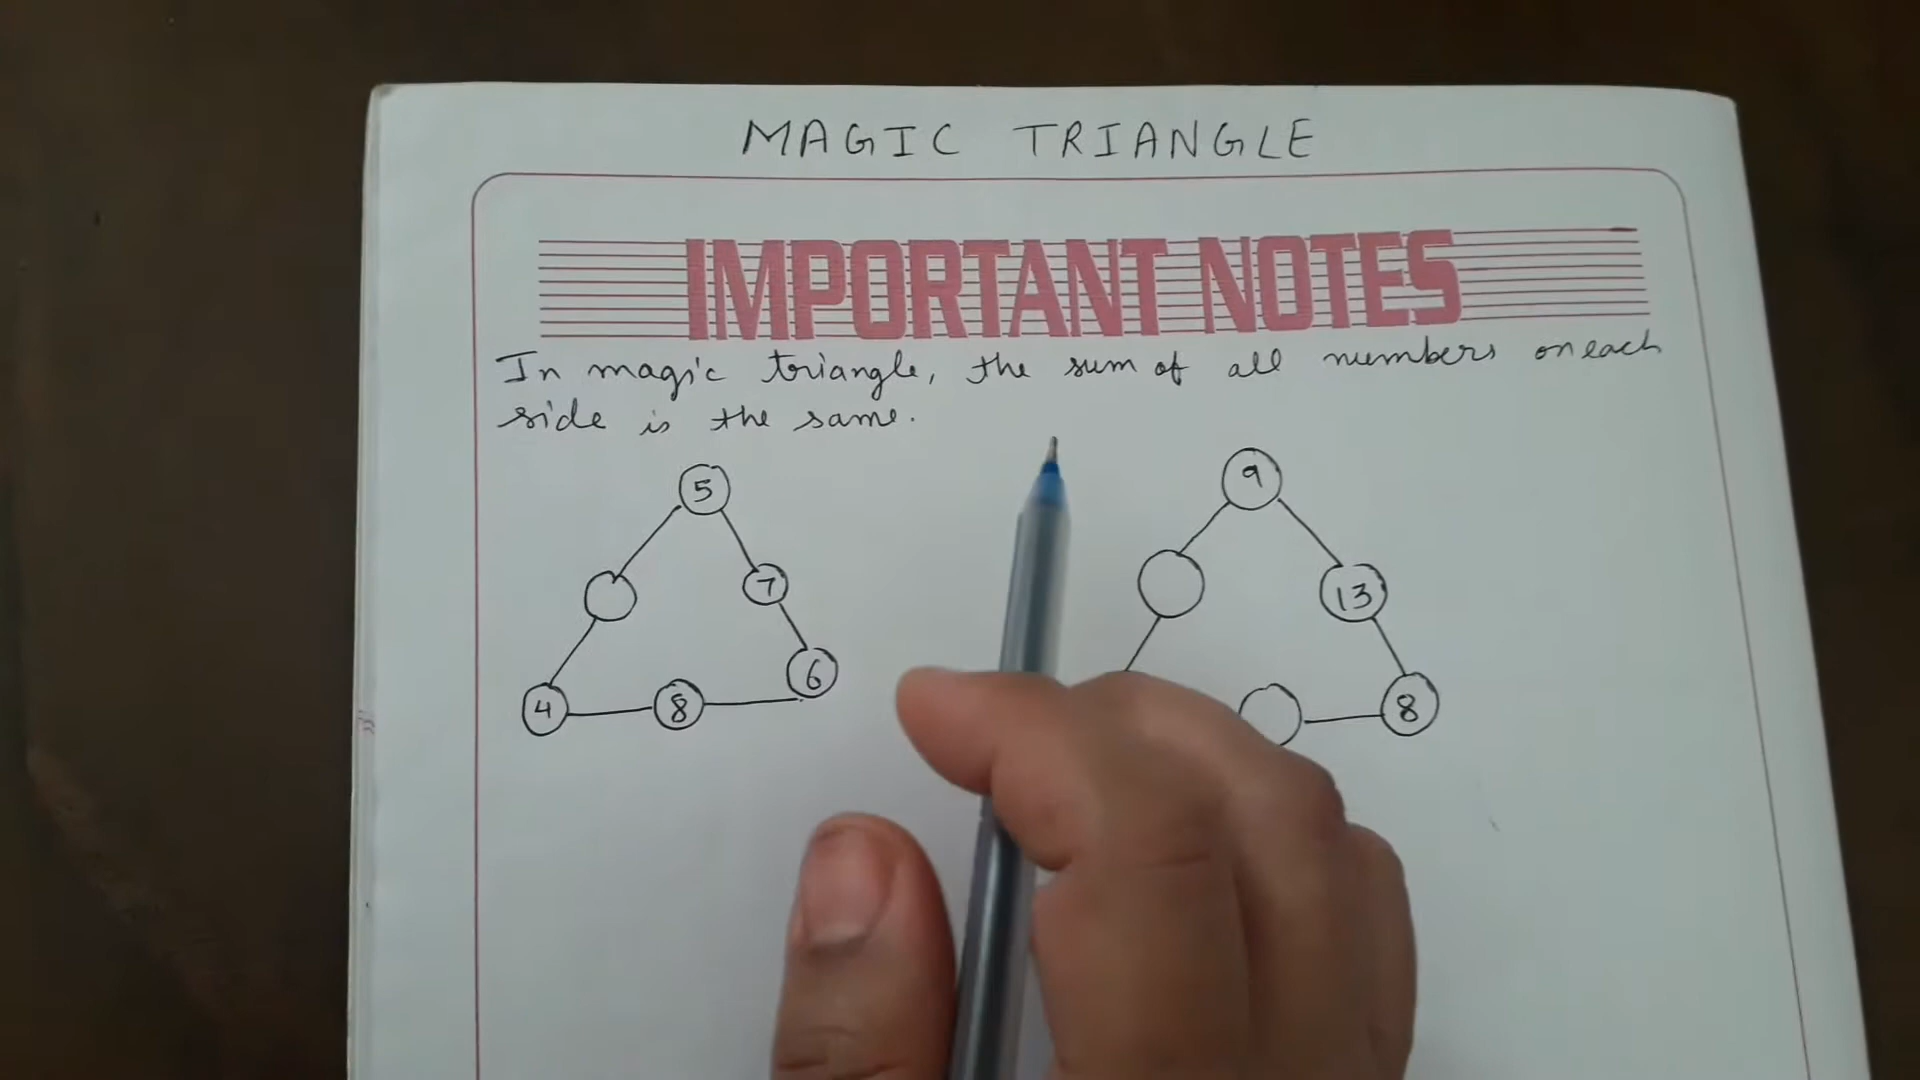 MAGIC TRIANGLE
IMPORTANT NOTES
In magic triangle, the sum of all numbers on each
side is the same.
5
9
7
13
6
4
8
8